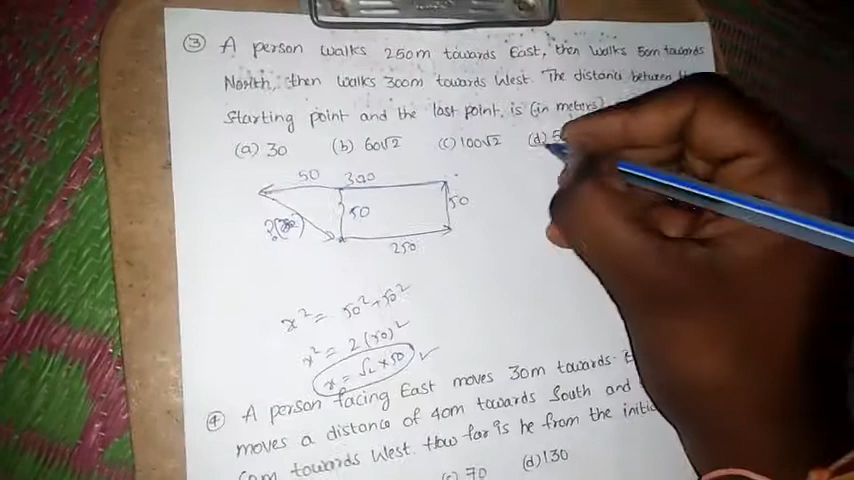 ③ A person walks 250m towards East, then walks 50m towards
North, then walks 300m towards West. The distance between
Starting point and the last point is (in meters)
(a) 30 (b) 60√2 (c) 100√2 (d) 5
50 300
50 50
?
250
x² = 50² + 50²
x² = 2(50)²
x = √2 × 50 ✓
④ A person facing East moves 30m towards
moves a distance of 40m towards South and
towards West. How far is he from the
(c) 70 (d) 130